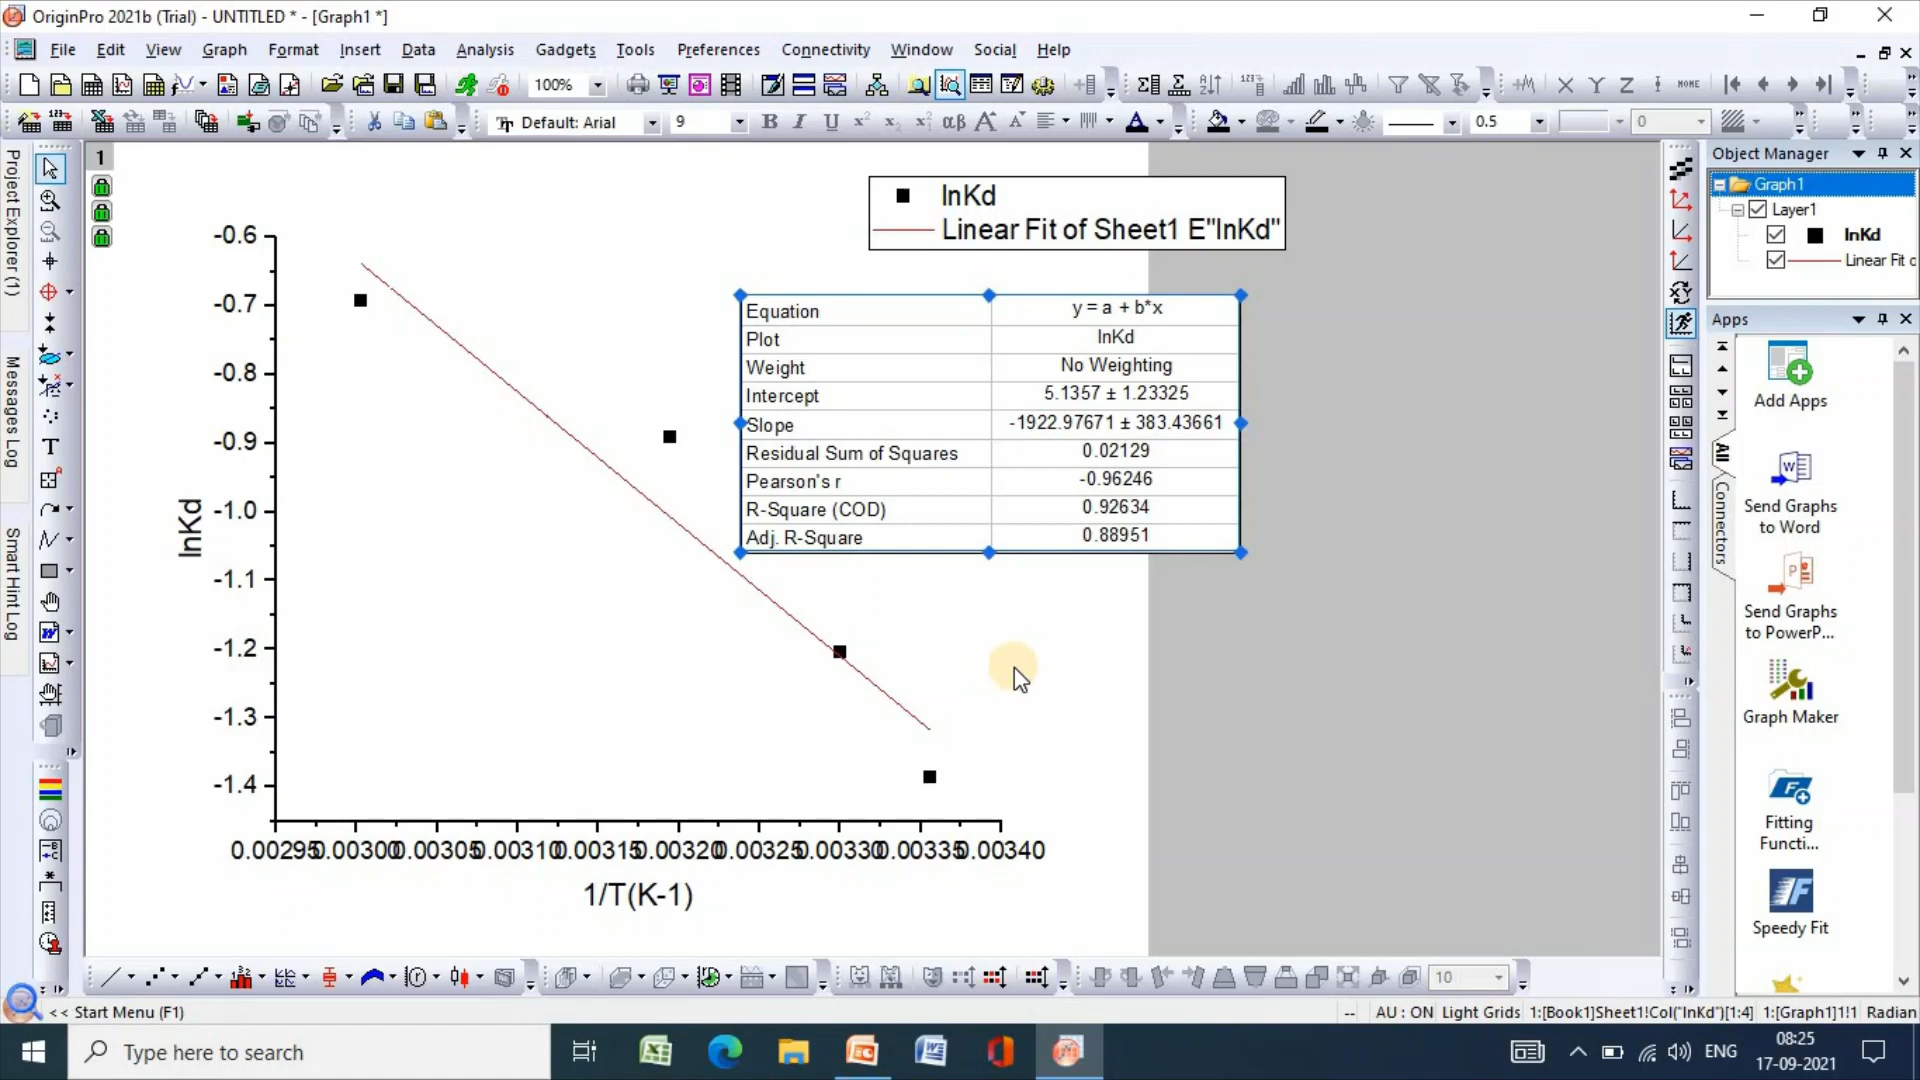 OriginPro 2021b (Trial) - UNTITLED * - [Graph1 *]
File Edit View Graph Format Insert Data Analysis Gadgets Tools Preferences Connectivity Window Social Help
100%
Default: Arial 9 B I U αβ A A A 0.5 0
Project Explorer (1)
Messages Log
Smart Hint Log
1
lnKd
Linear Fit of Sheet1 E"lnKd"
Equation y = a + b*x
Plot lnKd
Weight No Weighting
Intercept 5.1357 ± 1.23325
Slope -1922.97671 ± 383.43661
Residual Sum of Squares 0.02129
Pearson's r -0.96246
R-Square (COD) 0.92634
Adj. R-Square 0.88951
-0.6
-0.7
-0.8
-0.9
-1.0
-1.1
-1.2
-1.3
-1.4
lnKd
0.00295 0.00300 0.00305 0.00310 0.00315 0.00320 0.00325 0.00330 0.00335 0.00340
1/T(K-1)
Object Manager
Graph1
Layer1
lnKd
Linear Fit o
Apps
All
Connectors
Add Apps
Send Graphs
to Word
Send Graphs
to PowerP...
Graph Maker
Fitting
Functi...
Speedy Fit
10
<< Start Menu (F1)
-- AU : ON Light Grids 1:[Book1]Sheet1!Col("lnKd")[1:4] 1:[Graph1]1!1 Radian
Type here to search
ENG
08:25
17-09-2021